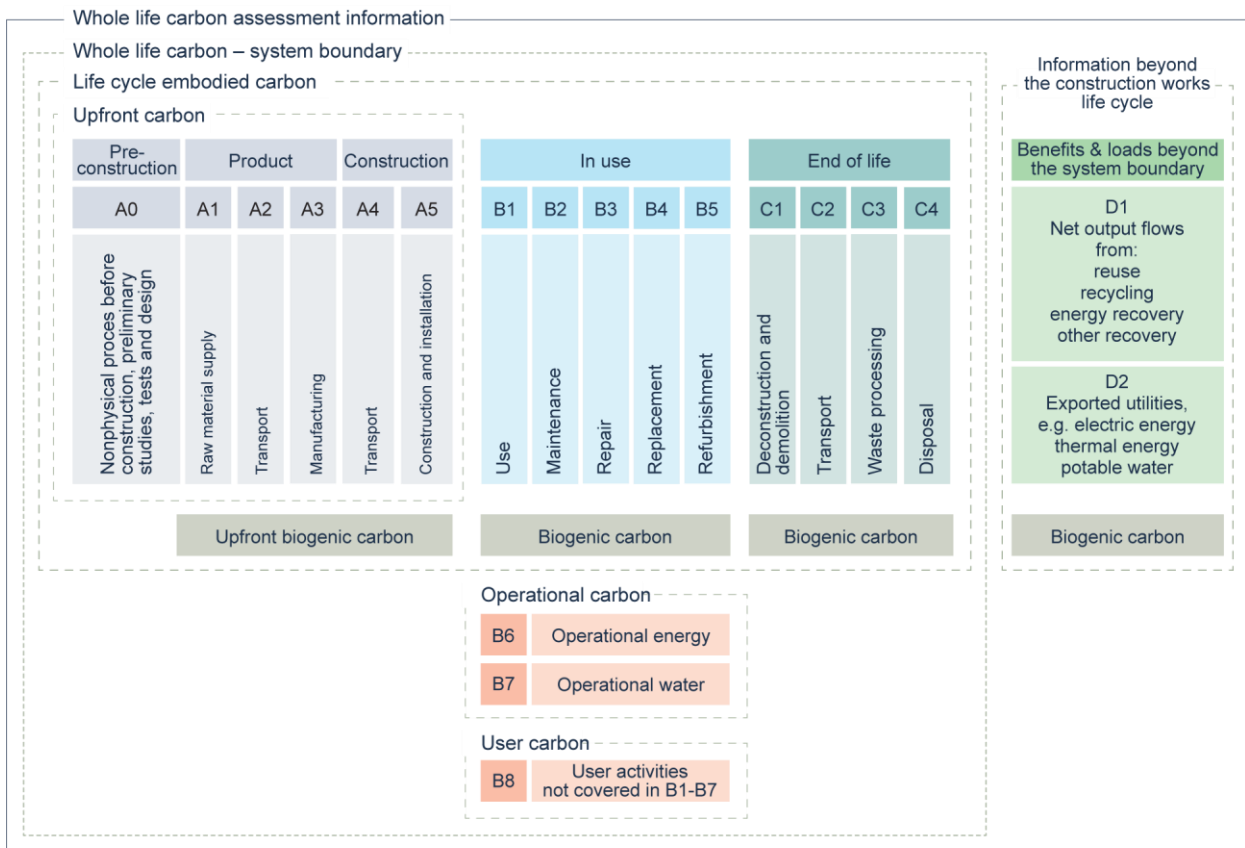 Whole life carbon assessment information
Whole life carbon – system boundary
Life cycle embodied carbon
Upfront carbon
Information beyond
the construction works
life cycle
Pre-
construction
Product
Construction
In use
End of life
Benefits & loads beyond
the system boundary
A0
A1
A2
A3
A4
A5
B1
B2
B3
B4
B5
C1
C2
C3
C4
Nonphysical proces before
construction, preliminary
studies, tests and design
Raw material supply
Transport
Manufacturing
Transport
Construction and installation
Use
Maintenance
Repair
Replacement
Refurbishment
Deconstruction and
demolition
Transport
Waste processing
Disposal
D1
Net output flows
from:
reuse
recycling
energy recovery
other recovery
D2
Exported utilities,
e.g. electric energy
thermal energy
potable water
Upfront biogenic carbon
Biogenic carbon
Biogenic carbon
Biogenic carbon
Operational carbon
B6
Operational energy
B7
Operational water
User carbon
B8
User activities
not covered in B1-B7